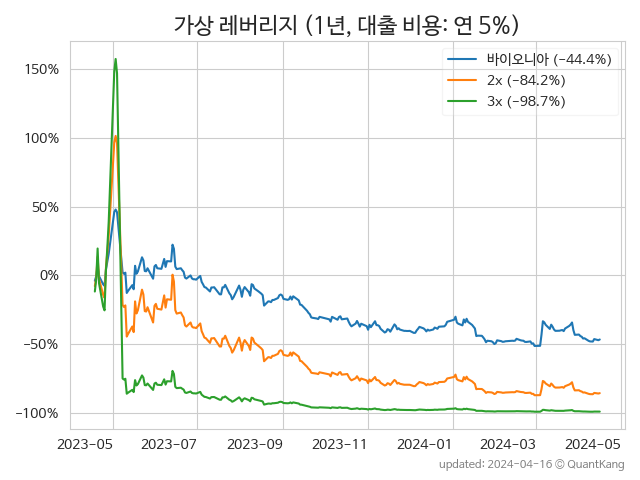 가상 레버리지 (1년, 대출 비용: 연 5%)
바이오니아 (−44.4%)
2x (−84.2%)
3x (−98.7%)
150%
100%
50%
0%
−50%
−100%
2023-05 2023-07 2023-09 2023-11 2024-01 2024-03 2024-05
updated: 2024-04-16 © QuantKang